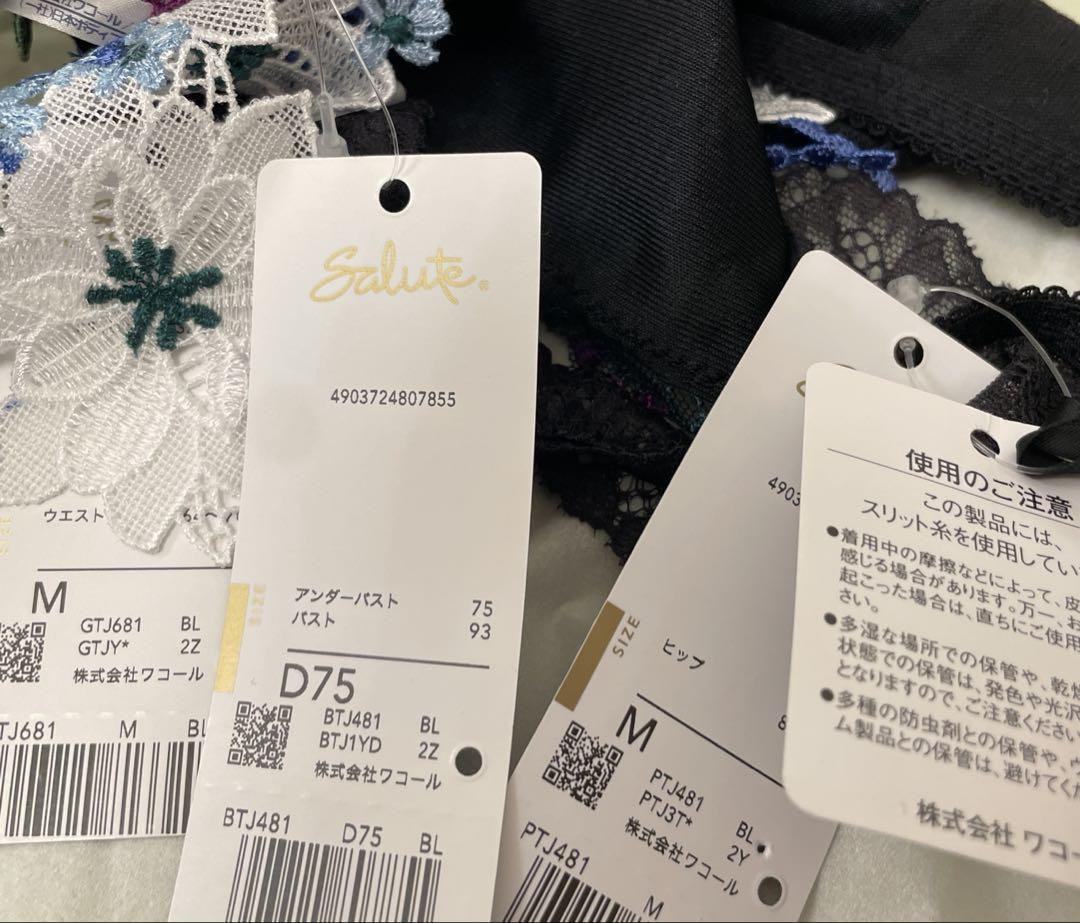 ウエスト
M
GTJ681 BL
GTJY* 2Z
株式会社ワコール
TJ681 M BL
Salute®
4903724807855
SIZE
アンダーバスト 75
バスト 93
D75
BTJ481 BL
BTJ1YD 2Z
株式会社ワコール
BTJ481 D75 BL
4903
SIZE
ヒップ
8
M
PTJ481 BL
PTJ3T* 2Y
株式会社ワコール
PTJ481 M
使用のご注意
この製品には、
スリット糸を使用してい
●着用中の摩擦などによって、皮
感じる場合があります。万一、お
起こった場合は、直ちにご使用
さい。
●多湿な場所での保管や、乾燥
状態での保管は、発色や光沢
となりますので、ご注意ください
●多種の防虫剤との保管や、ウ
ム製品との保管は、避けてくだ
株式会社 ワコー